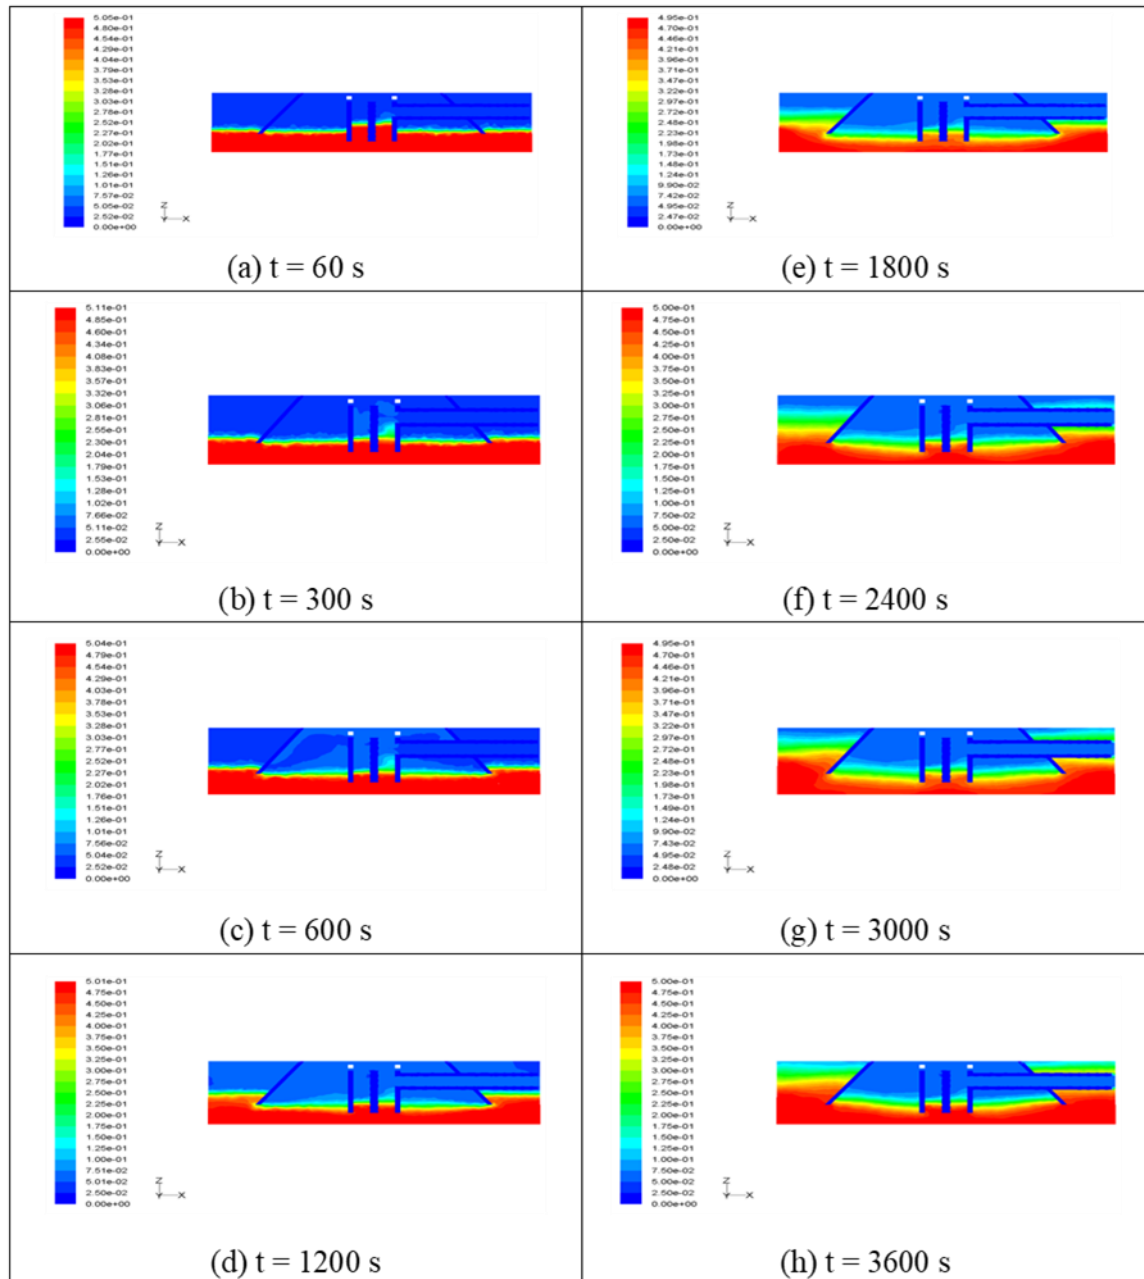 5.05e-01
4.80e-01
4.54e-01
4.29e-01
4.04e-01
3.79e-01
3.53e-01
3.28e-01
3.03e-01
2.78e-01
2.52e-01
2.27e-01
2.02e-01
1.77e-01
1.51e-01
1.26e-01
1.01e-01
7.57e-02
5.05e-02
2.52e-02
0.00e+00
Z
Y
X
(a) t = 60 s
4.95e-01
4.70e-01
4.46e-01
4.21e-01
3.96e-01
3.71e-01
3.47e-01
3.22e-01
2.97e-01
2.72e-01
2.48e-01
2.23e-01
1.98e-01
1.73e-01
1.48e-01
1.24e-01
9.90e-02
7.42e-02
4.95e-02
2.47e-02
0.00e+00
Z
Y
X
(e) t = 1800 s
5.11e-01
4.85e-01
4.60e-01
4.34e-01
4.08e-01
3.83e-01
3.57e-01
3.32e-01
3.06e-01
2.81e-01
2.55e-01
2.30e-01
2.04e-01
1.79e-01
1.53e-01
1.28e-01
1.02e-01
7.66e-02
5.11e-02
2.55e-02
0.00e+00
Z
Y
X
(b) t = 300 s
5.00e-01
4.75e-01
4.50e-01
4.25e-01
4.00e-01
3.75e-01
3.50e-01
3.25e-01
3.00e-01
2.75e-01
2.50e-01
2.25e-01
2.00e-01
1.75e-01
1.50e-01
1.25e-01
1.00e-01
7.50e-02
5.00e-02
2.50e-02
0.00e+00
Z
Y
X
(f) t = 2400 s
5.04e-01
4.79e-01
4.54e-01
4.29e-01
4.03e-01
3.78e-01
3.53e-01
3.28e-01
3.03e-01
2.77e-01
2.52e-01
2.27e-01
2.02e-01
1.76e-01
1.51e-01
1.26e-01
1.01e-01
7.56e-02
5.04e-02
2.52e-02
0.00e+00
Z
Y
X
(c) t = 600 s
4.95e-01
4.70e-01
4.46e-01
4.21e-01
3.96e-01
3.71e-01
3.47e-01
3.22e-01
2.97e-01
2.72e-01
2.48e-01
2.23e-01
1.98e-01
1.73e-01
1.49e-01
1.24e-01
9.90e-02
7.43e-02
4.95e-02
2.48e-02
0.00e+00
Z
Y
X
(g) t = 3000 s
5.01e-01
4.75e-01
4.50e-01
4.25e-01
4.00e-01
3.75e-01
3.50e-01
3.25e-01
3.00e-01
2.75e-01
2.50e-01
2.25e-01
2.00e-01
1.75e-01
1.50e-01
1.25e-01
1.00e-01
7.51e-02
5.01e-02
2.50e-02
0.00e+00
Z
Y
X
(d) t = 1200 s
5.00e-01
4.75e-01
4.50e-01
4.25e-01
4.00e-01
3.75e-01
3.50e-01
3.25e-01
3.00e-01
2.75e-01
2.50e-01
2.25e-01
2.00e-01
1.75e-01
1.50e-01
1.25e-01
1.00e-01
7.50e-02
5.00e-02
2.50e-02
0.00e+00
Z
Y
X
(h) t = 3600 s